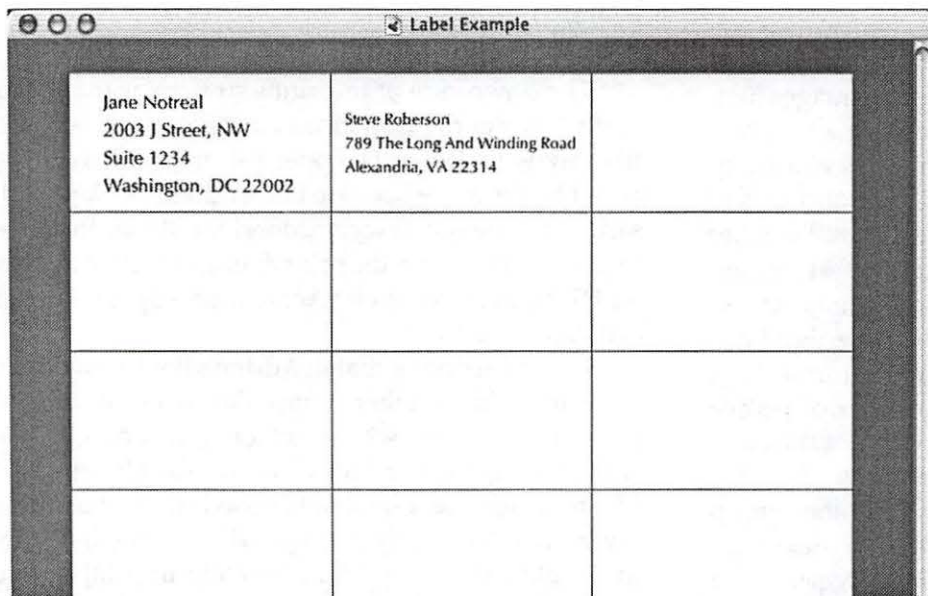 Label Example
Jane Notreal
2003 J Street, NW
Suite 1234
Washington, DC 22002
Steve Roberson
789 The Long And Winding Road
Alexandria, VA 22314